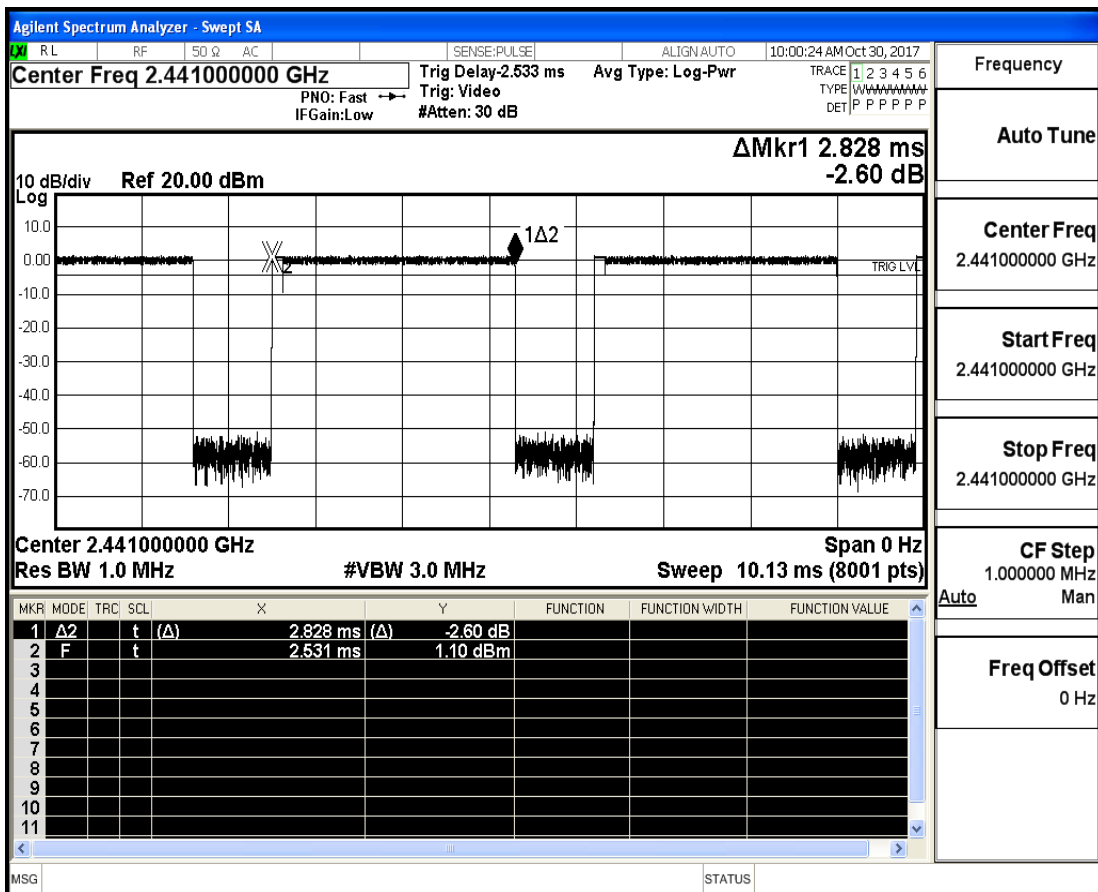 Agilent Spectrum Analyzer - Swept SA
LXI RL RF 50 Ω AC SENSE:PULSE ALIGN AUTO 10:00:24 AM Oct 30, 2017
Center Freq 2.441000000 GHz
PNO: Fast
IFGain:Low
Trig Delay-2.533 ms
Trig: Video
#Atten: 30 dB
Avg Type: Log-Pwr
TRACE 1 2 3 4 5 6
TYPE
DET P P P P P P
ΔMkr1 2.828 ms
-2.60 dB
10 dB/div Ref 20.00 dBm
Log
10.0
0.00
-10.0
-20.0
-30.0
-40.0
-50.0
-60.0
-70.0
2
1Δ2
TRIG LVL
Center 2.441000000 GHz Span 0 Hz
Res BW 1.0 MHz #VBW 3.0 MHz Sweep 10.13 ms (8001 pts)
MKR MODE TRC SCL X Y FUNCTION FUNCTION WIDTH FUNCTION VALUE
1 Δ2 t (Δ) 2.828 ms (Δ) -2.60 dB
2 F t 2.531 ms 1.10 dBm
3
4
5
6
7
8
9
10
11
MSG STATUS
Frequency
Auto Tune
Center Freq
2.441000000 GHz
Start Freq
2.441000000 GHz
Stop Freq
2.441000000 GHz
CF Step
1.000000 MHz
Auto Man
Freq Offset
0 Hz